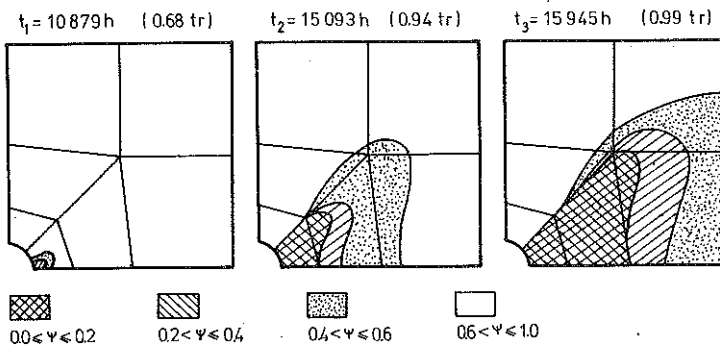 t₁ = 10 879 h (0.68 tr) t₂ = 15 093 h (0.94 tr) t₃ = 15 945 h (0.99 tr)
0.0 ⩽ Ψ ⩽ 0.2 0.2 < Ψ ⩽ 0.4 0.4 < Ψ ⩽ 0.6 0.6 < Ψ ⩽ 1.0